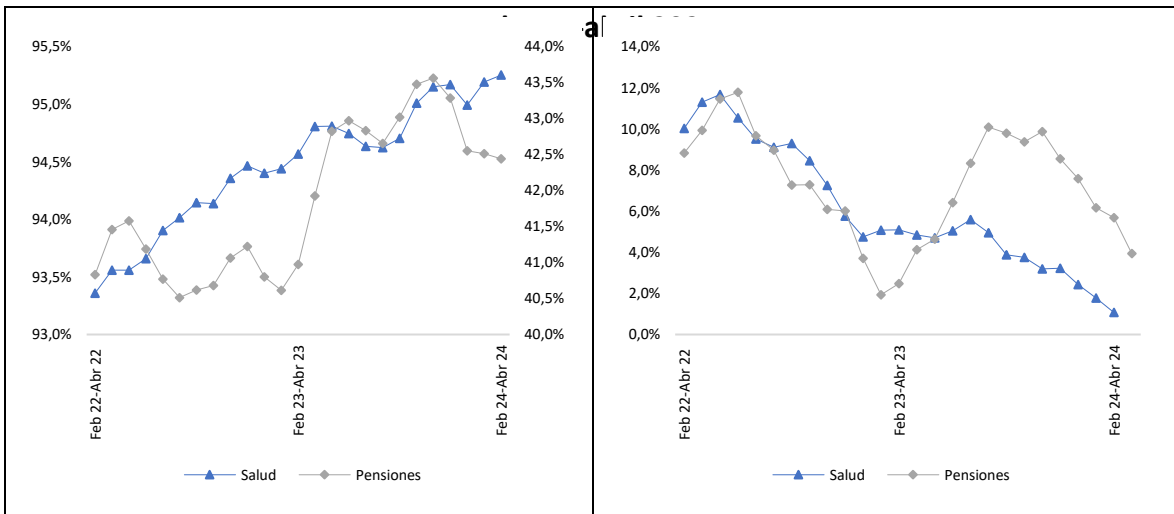 95,5%
95,0%
94,5%
94,0%
93,5%
93,0%
44,0%
43,5%
43,0%
42,5%
42,0%
41,5%
41,0%
40,5%
40,0%
Feb 22-Abr 22
Feb 23-Abr 23
Feb 24-Abr 24
Salud
Pensiones
14,0%
12,0%
10,0%
8,0%
6,0%
4,0%
2,0%
0,0%
Feb 22-Abr 22
Feb 23-Abr 23
Feb 24-Abr 24
Salud
Pensiones